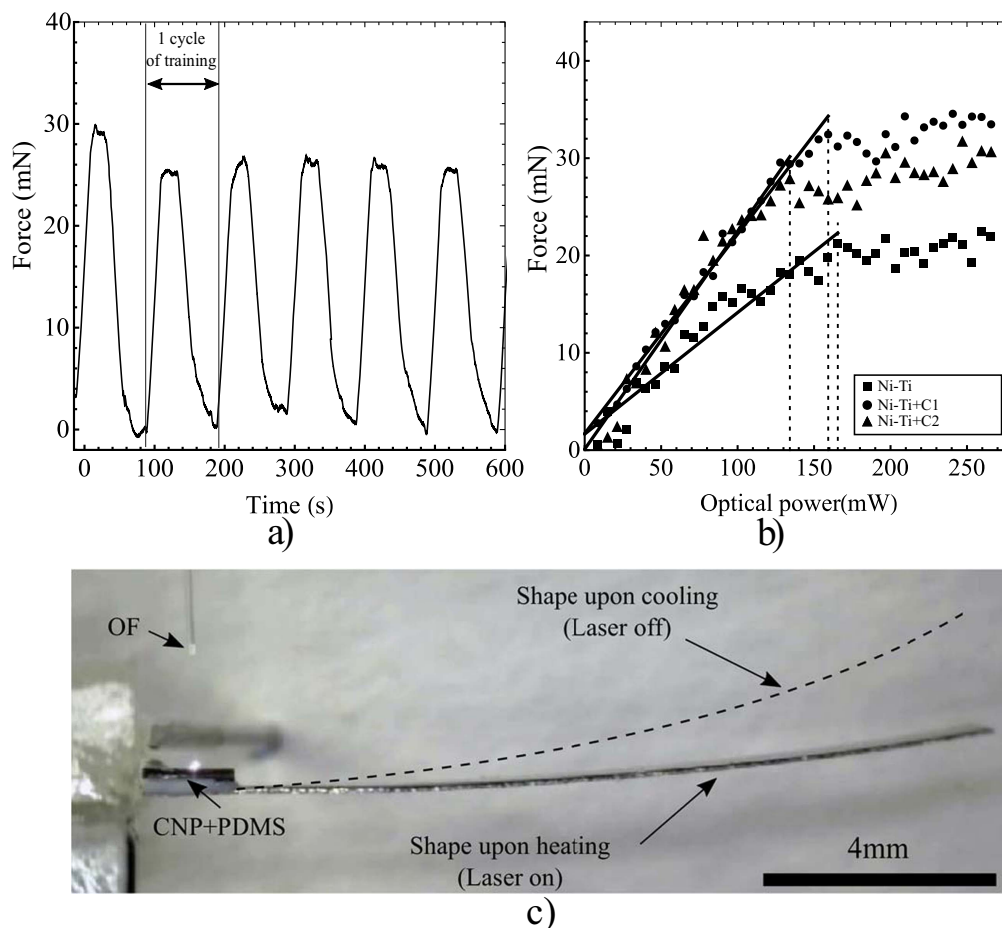 40
30
20
10
0
Force (mN)
1 cycle
of training
0
100
200
300
400
500
600
Time (s)
a)
40
30
20
10
0
Force (mN)
Ni-Ti
Ni-Ti+C1
Ni-Ti+C2
0
50
100
150
200
250
Optical power(mW)
b)
OF
Shape upon cooling
(Laser off)
CNP+PDMS
Shape upon heating
(Laser on)
4mm
c)